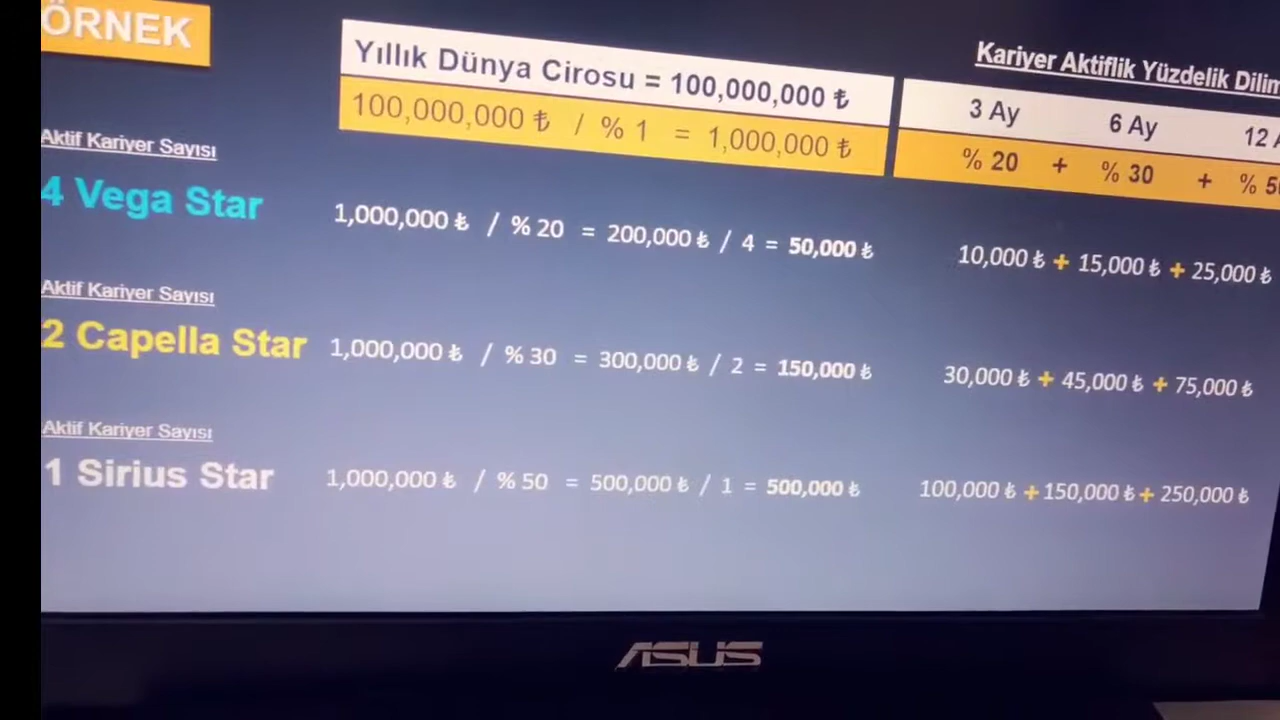 ÖRNEK
Yıllık Dünya Cirosu = 100,000,000 ₺
100,000,000 ₺ / % 1 = 1,000,000 ₺
Kariyer Aktiflik Yüzdelik
3 Ay 6 Ay 12
% 20 + % 30 + %
Aktif Kariyer Sayısı
4 Vega Star
1,000,000 ₺ / % 20 = 200,000 ₺ / 4 = 50,000 ₺
10,000 ₺ + 15,000 ₺ + 25,000 ₺
Aktif Kariyer Sayısı
2 Capella Star
1,000,000 ₺ / % 30 = 300,000 ₺ / 2 = 150,000 ₺
30,000 ₺ + 45,000 ₺ + 75,000 ₺
Aktif Kariyer Sayısı
1 Sirius Star
1,000,000 ₺ / % 50 = 500,000 ₺ / 1 = 500,000 ₺
100,000 ₺ + 150,000 ₺ + 250,000 ₺
ASUS